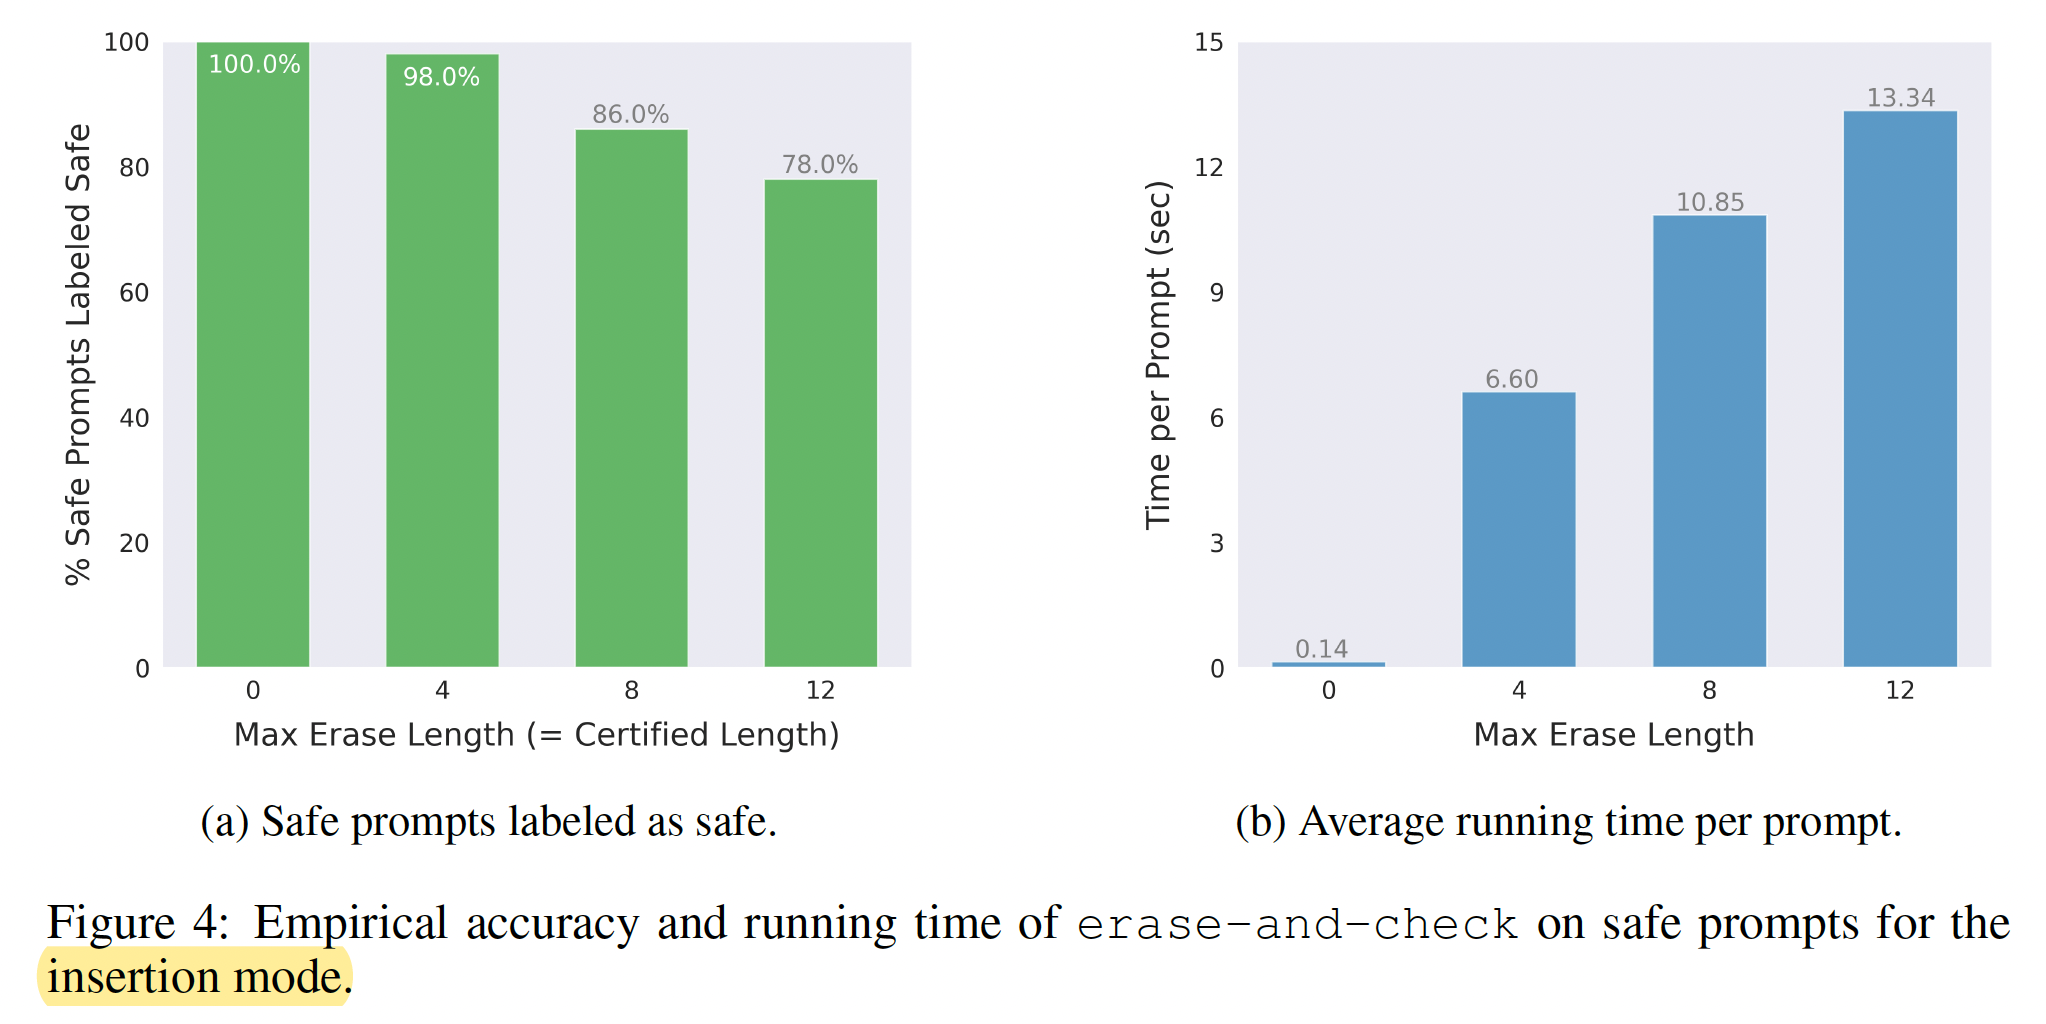 % Safe Prompts Labeled Safe
100
80
60
40
20
0
100.0%
98.0%
86.0%
78.0%
0 4 8 12
Max Erase Length (= Certified Length)
(a) Safe prompts labeled as safe.
Time per Prompt (sec)
15
12
9
6
3
0
0.14
6.60
10.85
13.34
0 4 8 12
Max Erase Length
(b) Average running time per prompt.
Figure 4: Empirical accuracy and running time of erase-and-check on safe prompts for the
insertion mode.